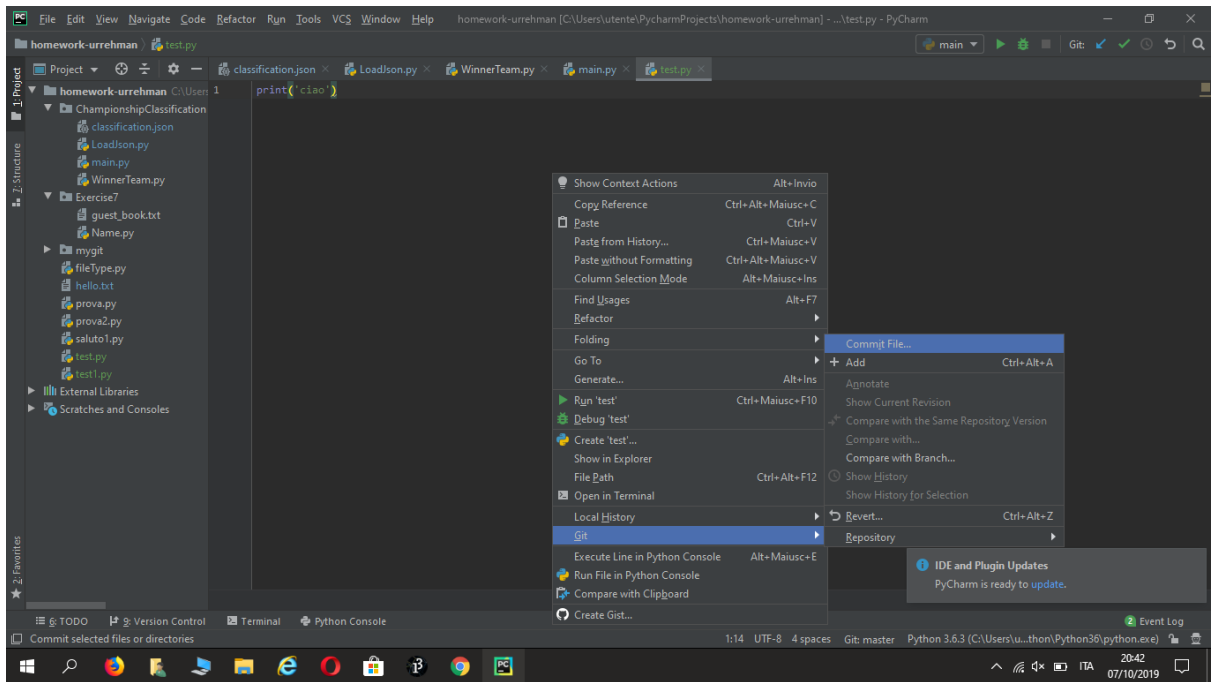 PC File Edit View Navigate Code Refactor Run Tools VCS Window Help homework-urrehman [C:\Users\utente\PycharmProjects\homework-urrehman] - ...\test.py - PyCharm
homework-urrehman test.py main Git:
1: Project
Z: Structure
2: Favorites
Project classification.json LoadJson.py WinnerTeam.py main.py test.py
homework-urrehman C:\Users
ChampionshipClassification
classification.json
LoadJson.py
main.py
WinnerTeam.py
Exercise7
guest_book.txt
Name.py
mygit
fileType.py
hello.txt
prova.py
prova2.py
saluto1.py
test.py
test1.py
External Libraries
Scratches and Consoles
1 print('ciao')
Show Context Actions Alt+Invio
Copy Reference Ctrl+Alt+Maiusc+C
Paste Ctrl+V
Paste from History... Ctrl+Maiusc+V
Paste without Formatting Ctrl+Alt+Maiusc+V
Column Selection Mode Alt+Maiusc+Ins
Find Usages Alt+F7
Refactor
Folding
Go To
Generate... Alt+Ins
Run 'test' Ctrl+Maiusc+F10
Debug 'test'
Create 'test'...
Show in Explorer
File Path Ctrl+Alt+F12
Open in Terminal
Local History
Git
Execute Line in Python Console Alt+Maiusc+E
Run File in Python Console
Compare with Clipboard
Create Gist...
Commit File...
Add Ctrl+Alt+A
Annotate
Show Current Revision
Compare with the Same Repository Version
Compare with...
Compare with Branch...
Show History
Show History for Selection
Revert... Ctrl+Alt+Z
Repository
IDE and Plugin Updates
PyCharm is ready to update.
6: TODO 9: Version Control Terminal Python Console 2 Event Log
Commit selected files or directories 1:14 UTF-8 4 spaces Git: master Python 3.6.3 (C:\Users\u...thon\Python36\python.exe)
ITA 20:42
07/10/2019